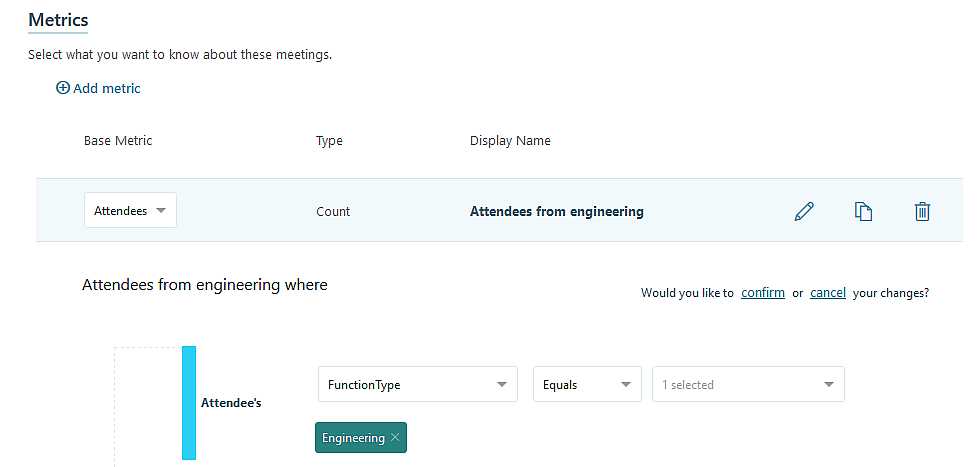 Metrics
Select what you want to know about these meetings.
Add metric
Base Metric Type Display Name
Attendees Count Attendees from engineering
Attendees from engineering where
Would you like to confirm or cancel your changes?
FunctionType Equals 1 selected
Attendee's
Engineering